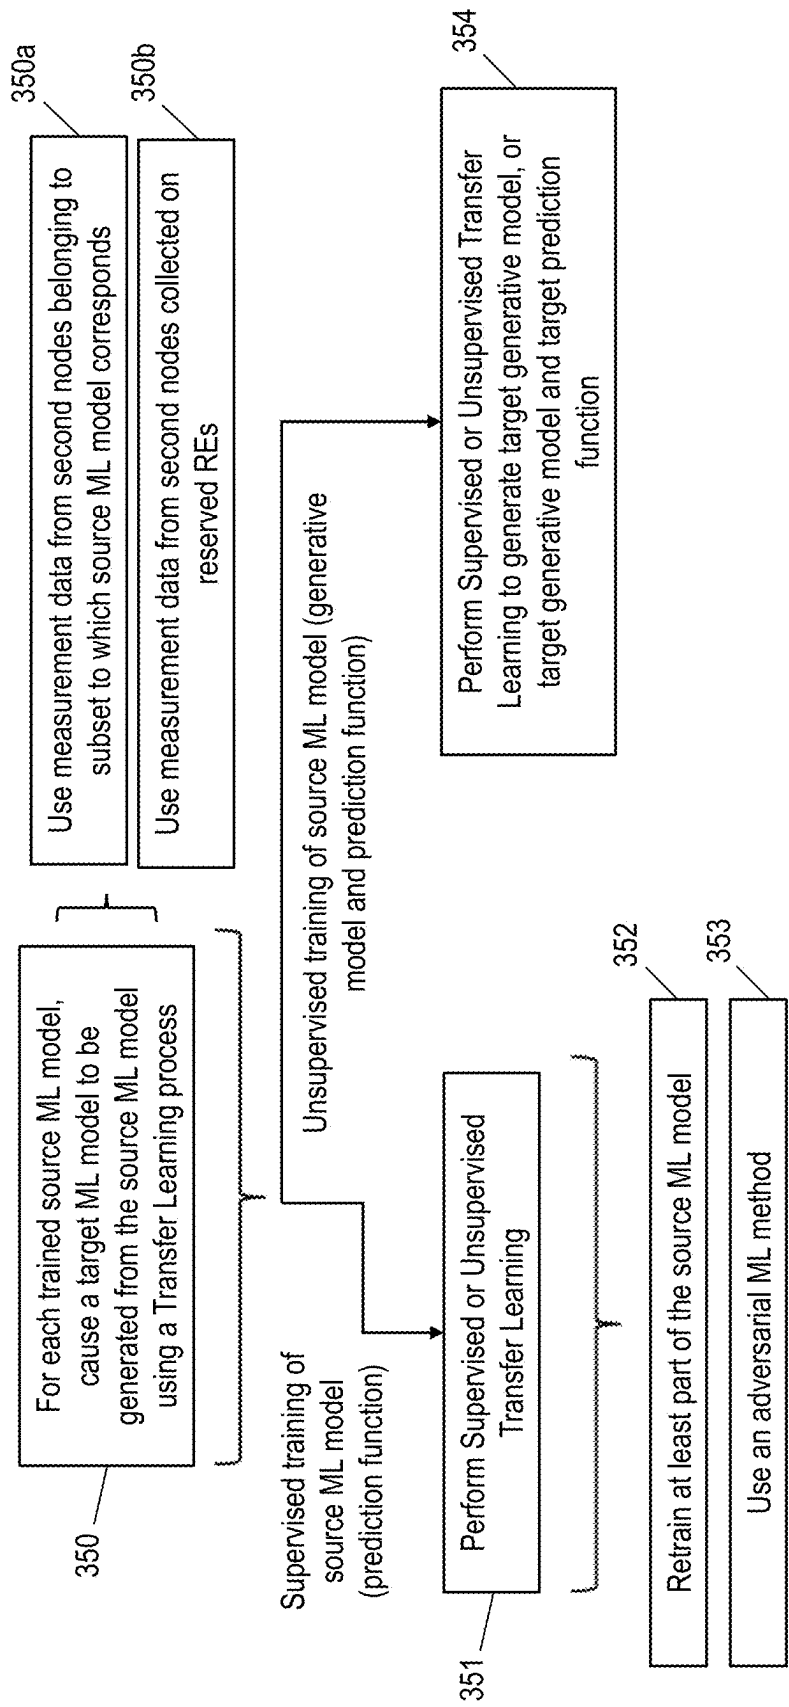 350
For each trained source ML model,
cause a target ML model to be
generated from the source ML model
using a Transfer Learning process
350a
Use measurement data from second nodes belonging to
subset to which source ML model corresponds
350b
Use measurement data from second nodes collected on
reserved REs
Supervised training of
source ML model
(prediction function)
Unsupervised training of source ML model (generative
model and prediction function)
351
Perform Supervised or Unsupervised
Transfer Learning
354
Perform Supervised or Unsupervised Transfer
Learning to generate target generative model, or
target generative model and target prediction
function
352
Retrain at least part of the source ML model
353
Use an adversarial ML method